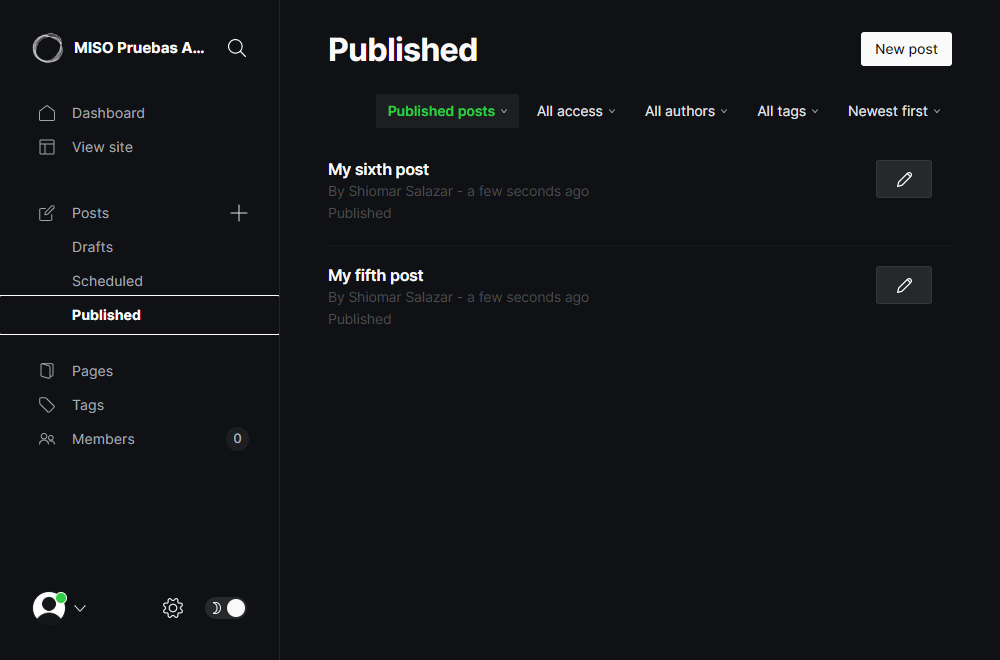 MISO Pruebas A...
Dashboard
View site
Posts
Drafts
Scheduled
Published
Pages
Tags
Members 0
Published
New post
Published posts All access All authors All tags Newest first
My sixth post
By Shiomar Salazar - a few seconds ago
Published
My fifth post
By Shiomar Salazar - a few seconds ago
Published